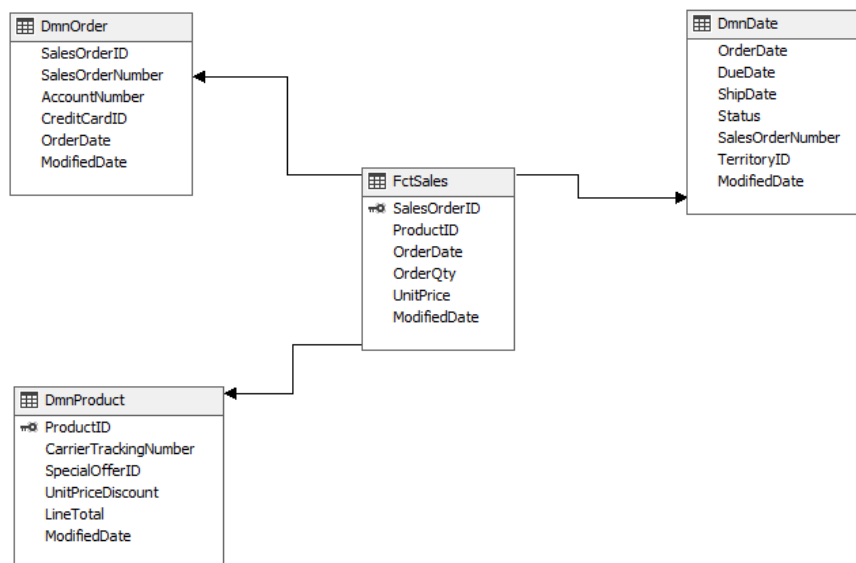 DmnOrder
SalesOrderID
SalesOrderNumber
AccountNumber
CreditCardID
OrderDate
ModifiedDate
DmnDate
OrderDate
DueDate
ShipDate
Status
SalesOrderNumber
TerritoryID
ModifiedDate
FctSales
SalesOrderID
ProductID
OrderDate
OrderQty
UnitPrice
ModifiedDate
DmnProduct
ProductID
CarrierTrackingNumber
SpecialOfferID
UnitPriceDiscount
LineTotal
ModifiedDate